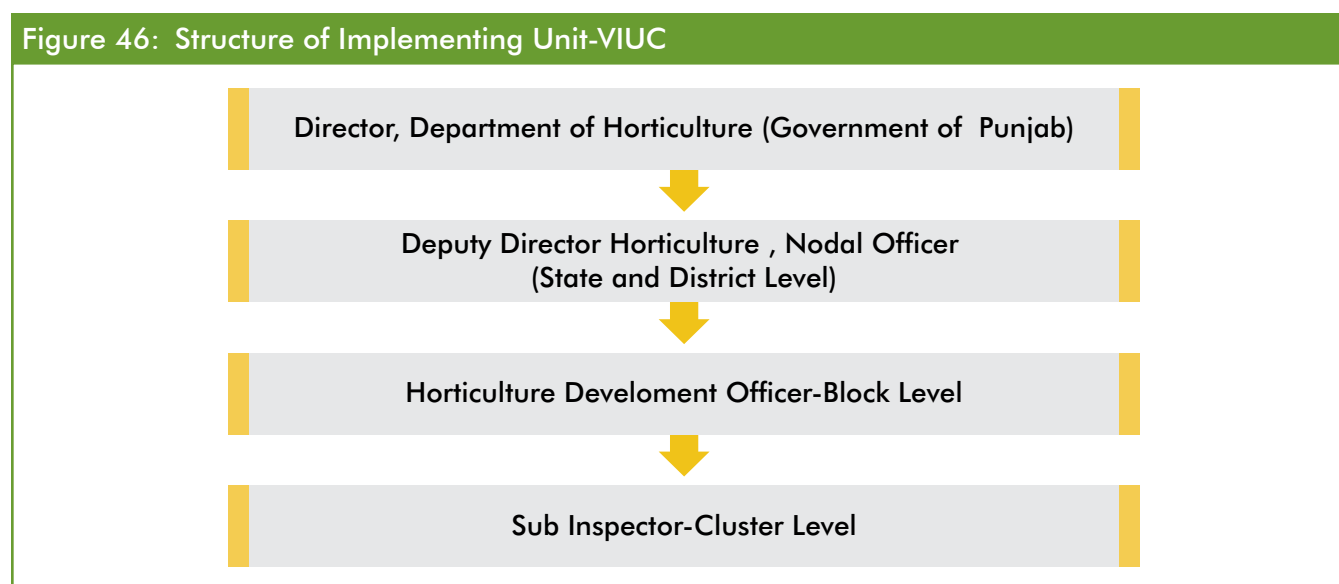 Figure 46: Structure of Implementing Unit-VIUC
Director, Department of Horticulture (Government of Punjab)
Deputy Director Horticulture , Nodal Officer
(State and District Level)
Horticulture Develoment Officer-Block Level
Sub Inspector-Cluster Level